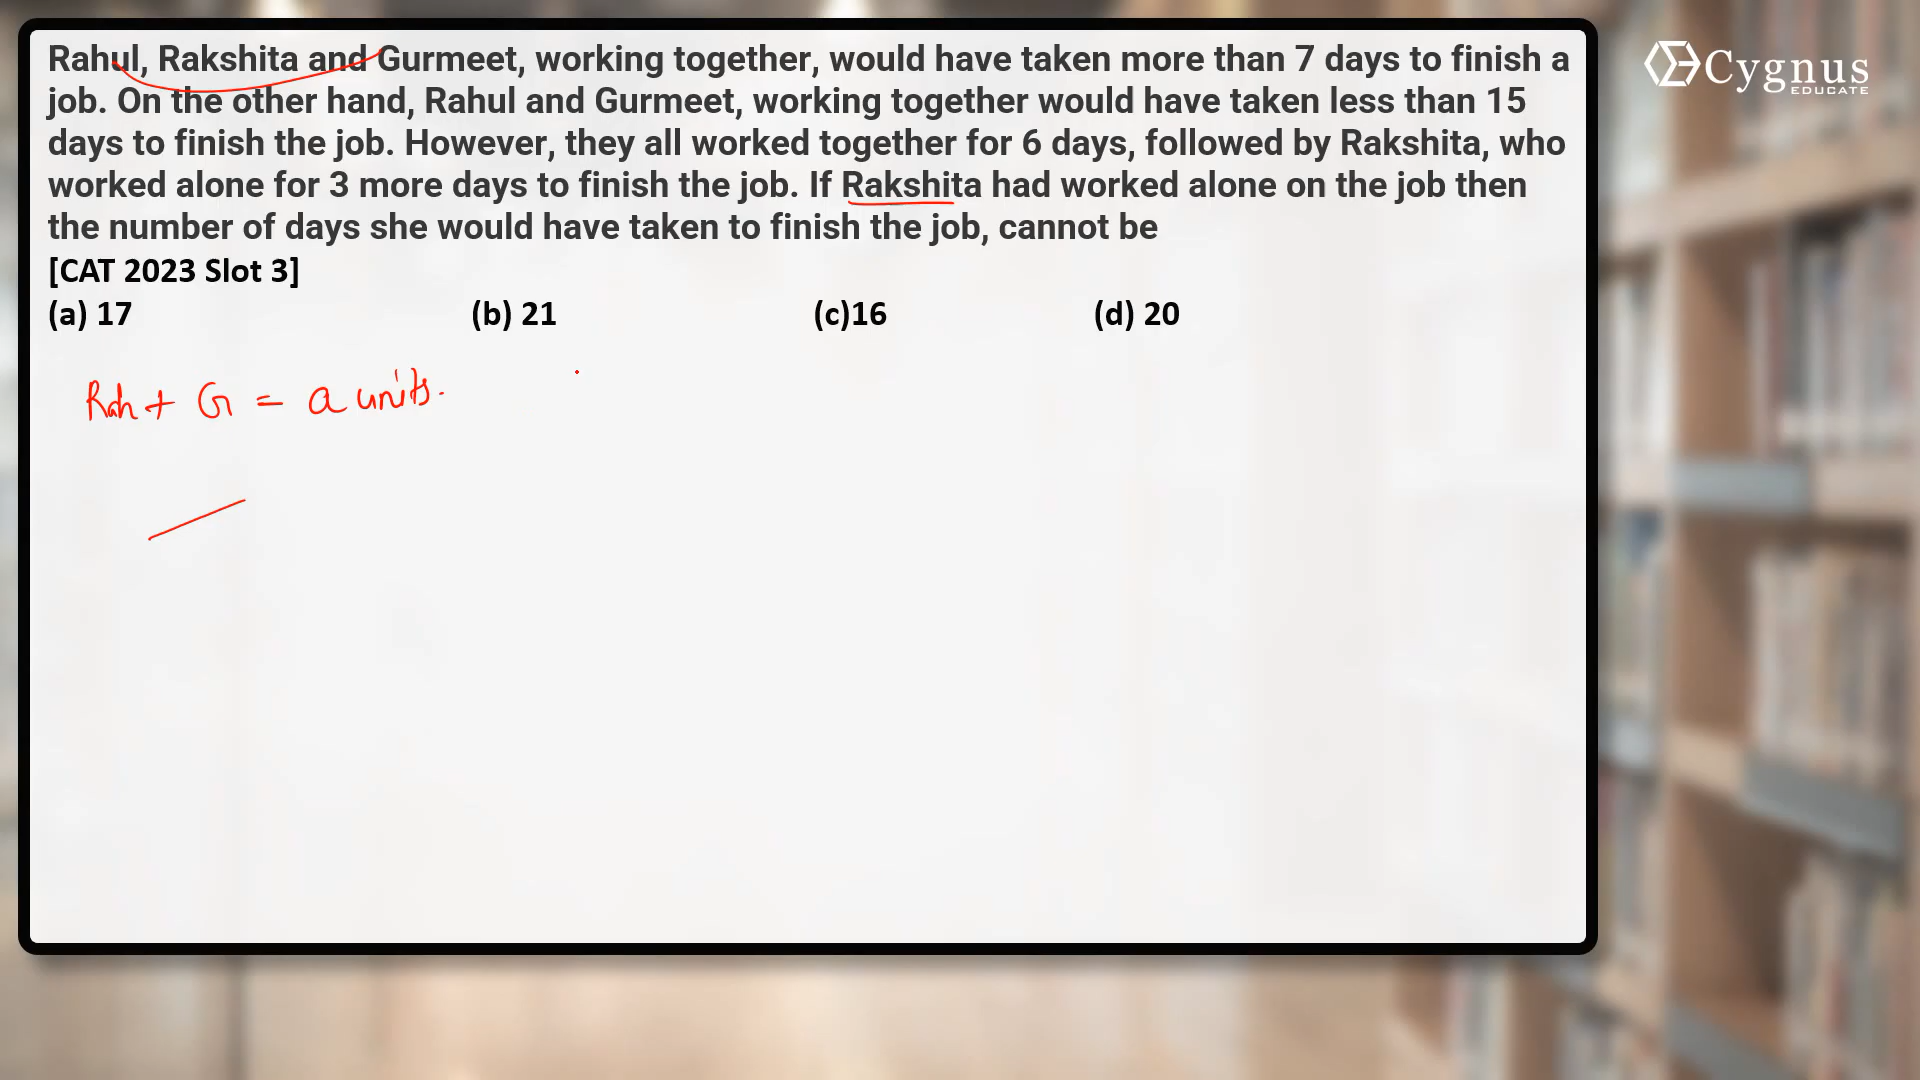 Rahul, Rakshita and Gurmeet, working together, would have taken more than 7 days to finish a
job. On the other hand, Rahul and Gurmeet, working together would have taken less than 15
days to finish the job. However, they all worked together for 6 days, followed by Rakshita, who
worked alone for 3 more days to finish the job. If Rakshita had worked alone on the job then
the number of days she would have taken to finish the job, cannot be
[CAT 2023 Slot 3]
(a) 17 (b) 21 (c)16 (d) 20
Rah + G = a units.
Cygnus
EDUCATE